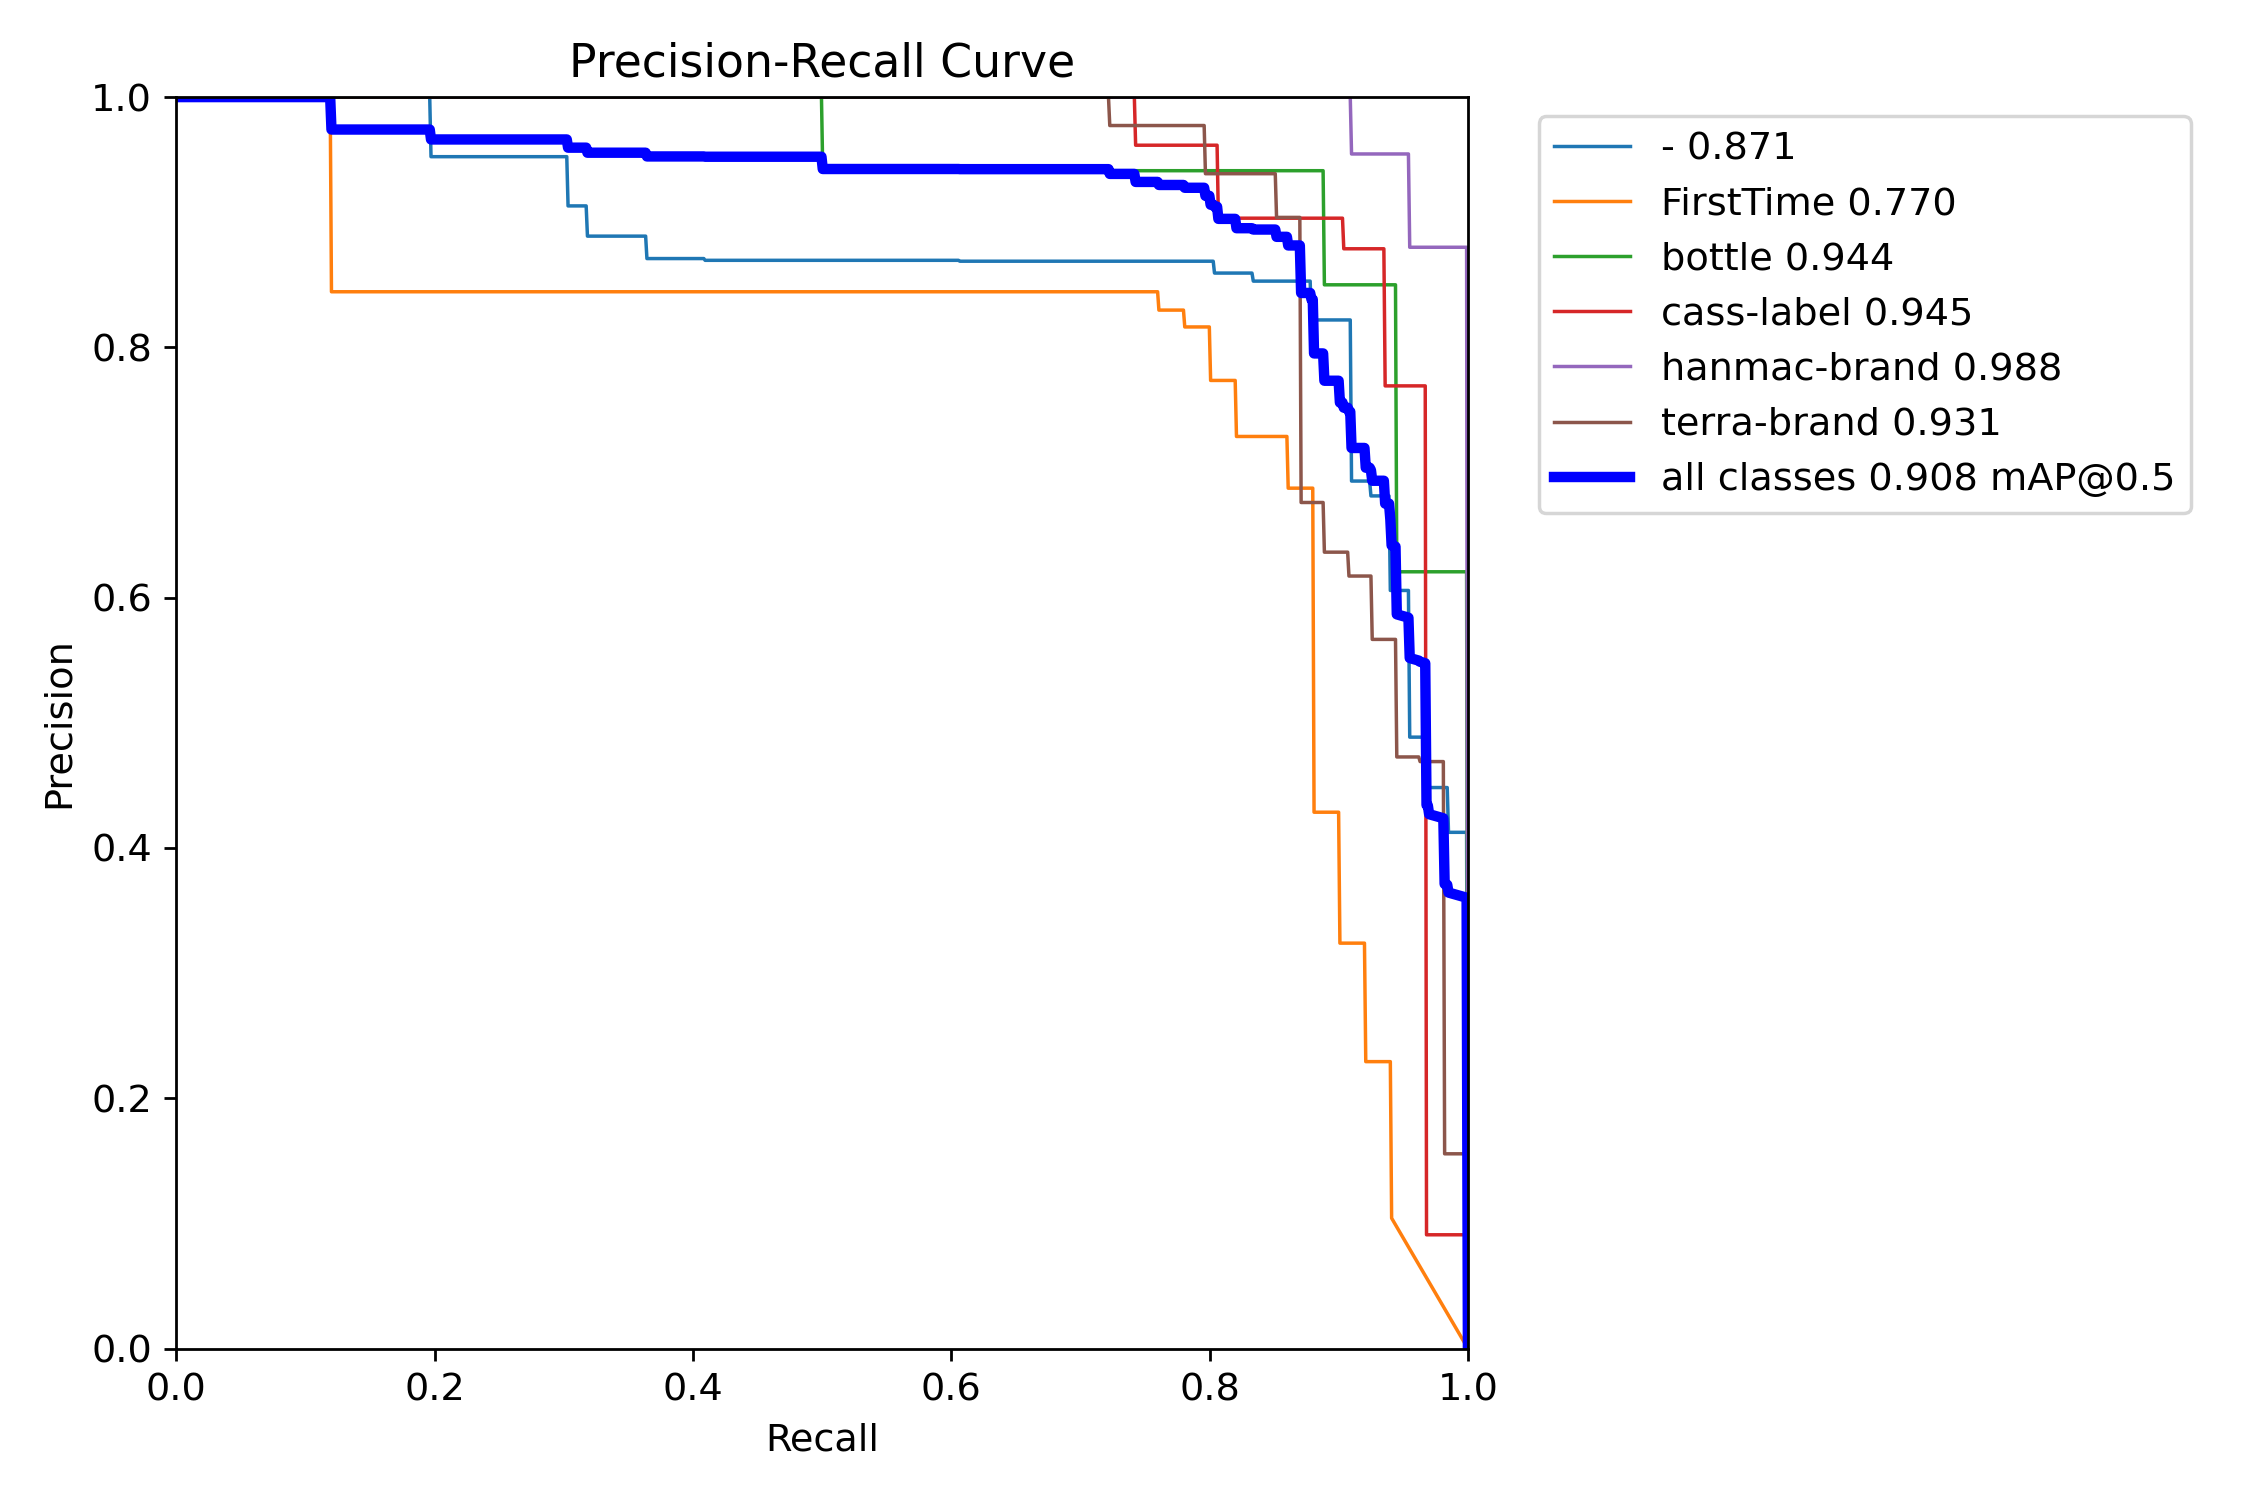 Precision-Recall Curve
1.0
0.8
0.6
0.4
0.2
0.0
Precision
0.0 0.2 0.4 0.6 0.8 1.0
Recall
- 0.871
FirstTime 0.770
bottle 0.944
cass-label 0.945
hanmac-brand 0.988
terra-brand 0.931
all classes 0.908 mAP@0.5